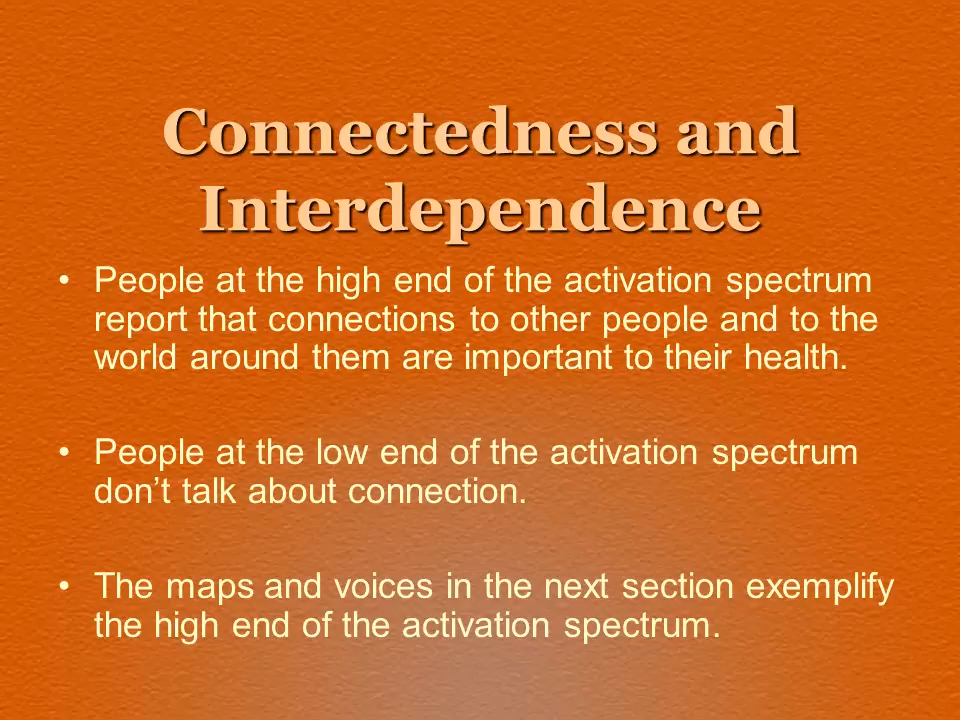 Connectedness and
Interdependence
• People at the high end of the activation spectrum
report that connections to other people and to the
world around them are important to their health.
• People at the low end of the activation spectrum
don’t talk about connection.
• The maps and voices in the next section exemplify
the high end of the activation spectrum.